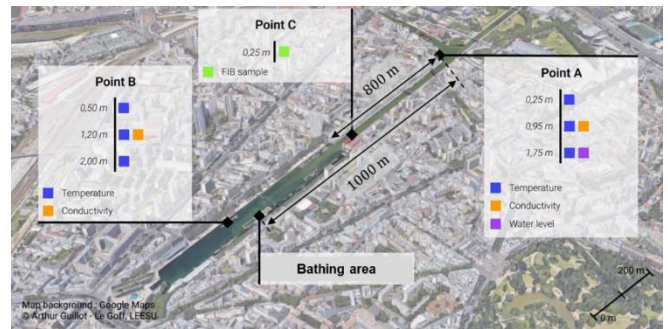 Point C
0,25 m
FIB sample
Point B
0,50 m
1,20 m
2,00 m
Temperature
Conductivity
800 m
1000 m
Point A
0,25 m
0,95 m
1,75 m
Temperature
Conductivity
Water level
Bathing area
200 m
0 m
Map background : Google Maps
© Arthur Guillot - Le Goff, LEESU